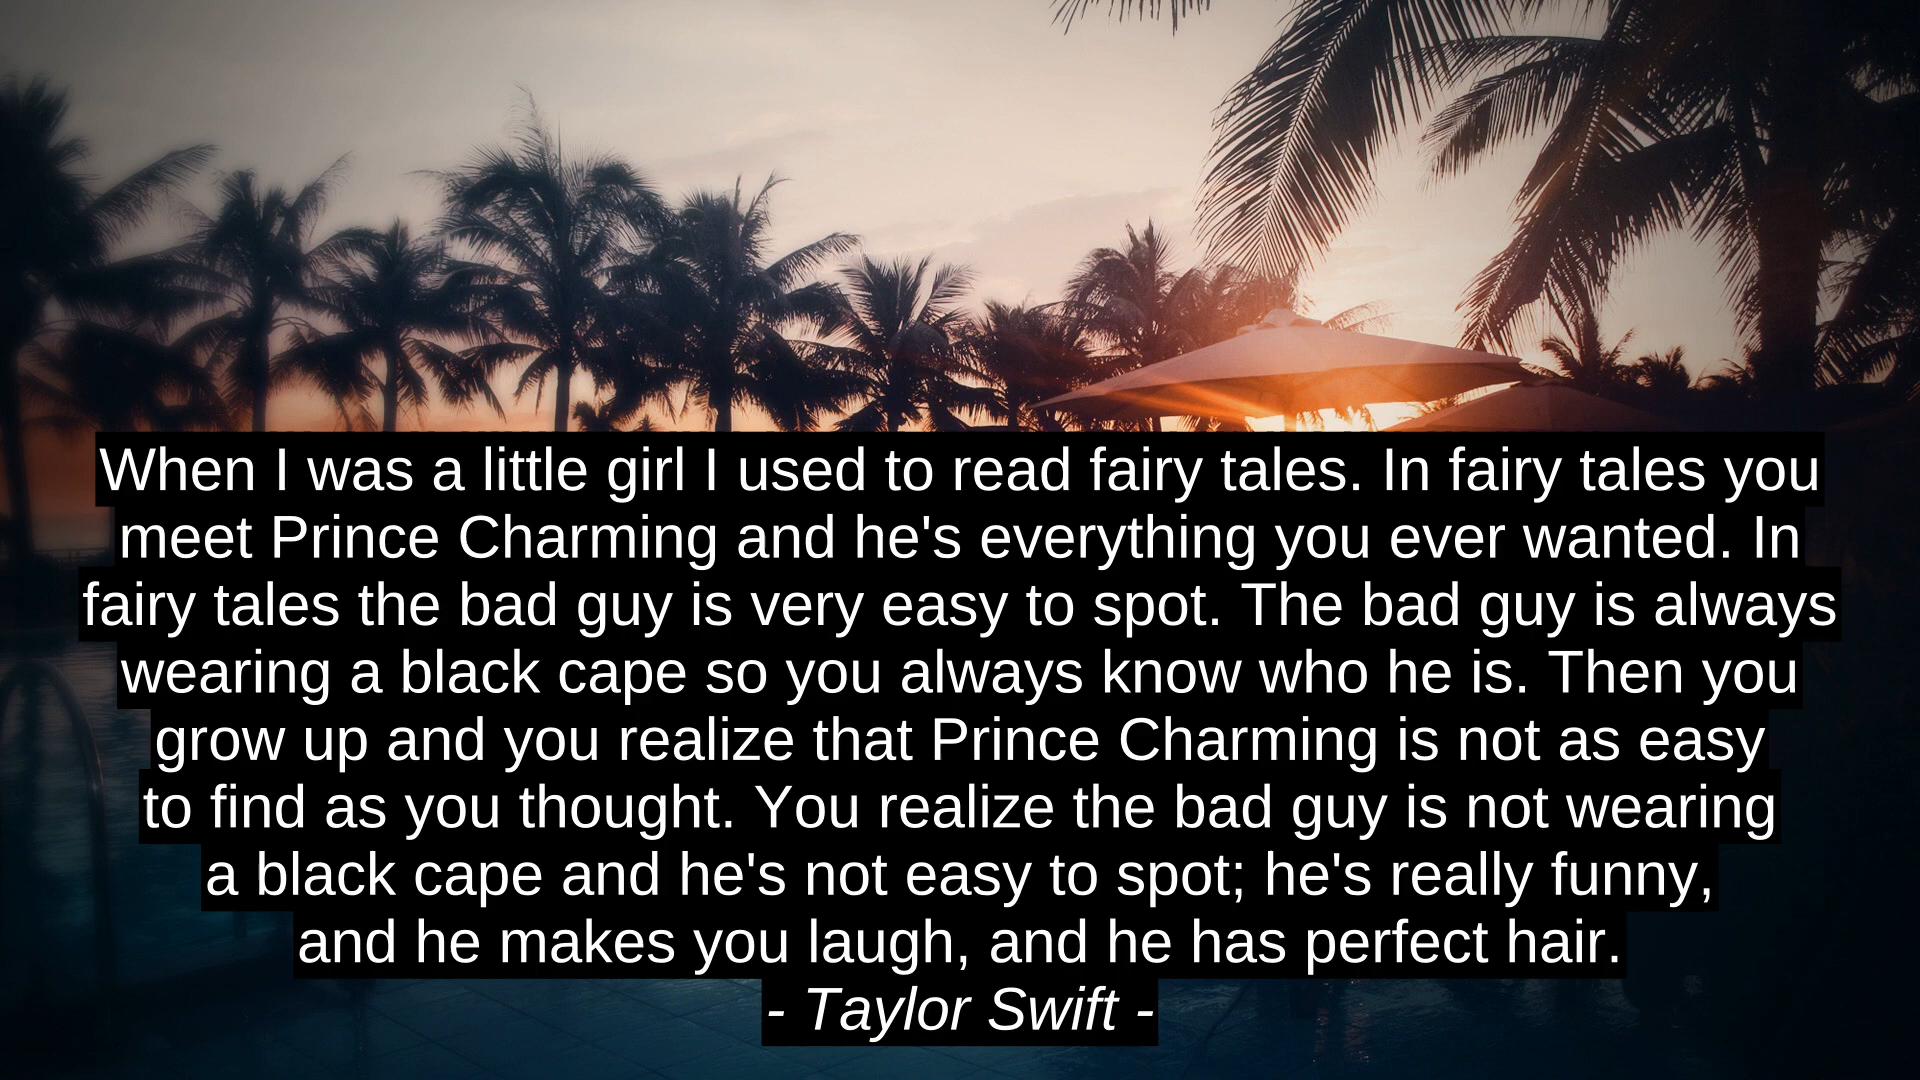 When I was a little girl I used to read fairy tales. In fairy tales you
meet Prince Charming and he's everything you ever wanted. In
fairy tales the bad guy is very easy to spot. The bad guy is always
wearing a black cape so you always know who he is. Then you
grow up and you realize that Prince Charming is not as easy
to find as you thought. You realize the bad guy is not wearing
a black cape and he's not easy to spot; he's really funny,
and he makes you laugh, and he has perfect hair.
- Taylor Swift -